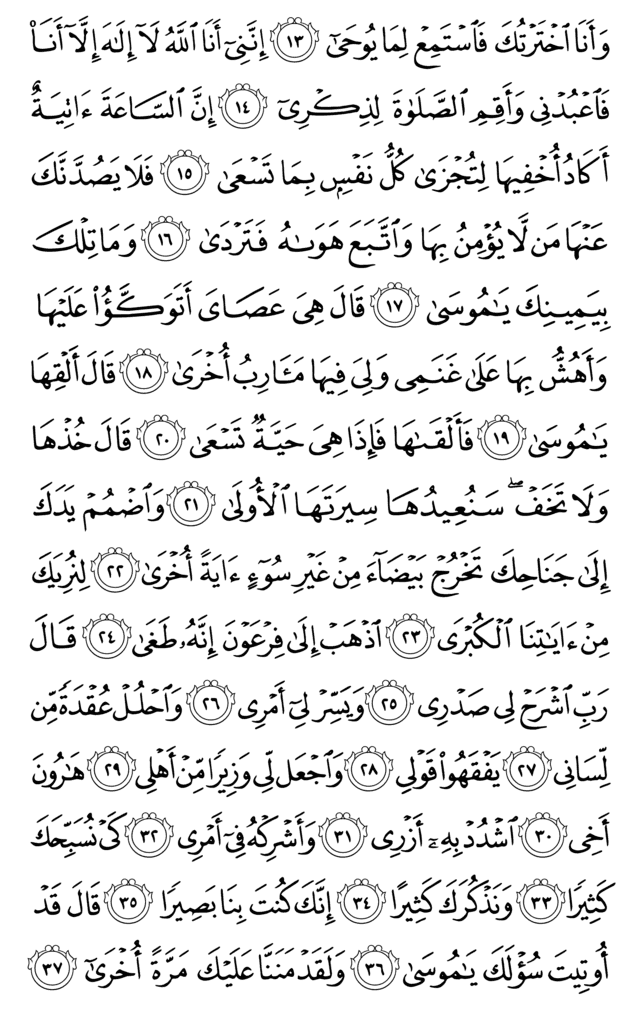 وَأَنَا ٱخْتَرْتُكَ فَٱسْتَمِعْ لِمَا يُوحَىٰٓ ١٣ إِنَّنِىٓ أَنَا ٱللَّهُ لَآ إِلَٰهَ إِلَّآ أَنَا۠
فَٱعْبُدْنِى وَأَقِمِ ٱلصَّلَوٰةَ لِذِكْرِىٓ ١٤ إِنَّ ٱلسَّاعَةَ ءَاتِيَةٌ
أَكَادُ أُخْفِيهَا لِتُجْزَىٰ كُلُّ نَفْسٍۭ بِمَا تَسْعَىٰ ١٥ فَلَا يَصُدَّنَّكَ
عَنْهَا مَن لَّا يُؤْمِنُ بِهَا وَٱتَّبَعَ هَوَىٰهُ فَتَرْدَىٰ ١٦ وَمَا تِلْكَ
بِيَمِينِكَ يَٰمُوسَىٰ ١٧ قَالَ هِىَ عَصَاىَ أَتَوَكَّؤُا۟ عَلَيْهَا
وَأَهُشُّ بِهَا عَلَىٰ غَنَمِى وَلِىَ فِيهَا مَـَٔارِبُ أُخْرَىٰ ١٨ قَالَ أَلْقِهَا
يَٰمُوسَىٰ ١٩ فَأَلْقَىٰهَا فَإِذَا هِىَ حَيَّةٌ تَسْعَىٰ ٢٠ قَالَ خُذْهَا
وَلَا تَخَفْ ۖ سَنُعِيدُهَا سِيرَتَهَا ٱلْأُولَىٰ ٢١ وَٱضْمُمْ يَدَكَ
إِلَىٰ جَنَاحِكَ تَخْرُجْ بَيْضَآءَ مِنْ غَيْرِ سُوٓءٍ ءَايَةً أُخْرَىٰ ٢٢ لِنُرِيَكَ
مِنْ ءَايَٰتِنَا ٱلْكُبْرَى ٢٣ ٱذْهَبْ إِلَىٰ فِرْعَوْنَ إِنَّهُۥ طَغَىٰ ٢٤ قَالَ
رَبِّ ٱشْرَحْ لِى صَدْرِى ٢٥ وَيَسِّرْ لِىٓ أَمْرِى ٢٦ وَٱحْلُلْ عُقْدَةً مِّن
لِّسَانِى ٢٧ يَفْقَهُوا۟ قَوْلِى ٢٨ وَٱجْعَل لِّى وَزِيرًا مِّنْ أَهْلِى ٢٩ هَٰرُونَ
أَخِى ٣٠ ٱشْدُدْ بِهِۦٓ أَزْرِى ٣١ وَأَشْرِكْهُ فِىٓ أَمْرِى ٣٢ كَىْ نُسَبِّحَكَ
كَثِيرًا ٣٣ وَنَذْكُرَكَ كَثِيرًا ٣٤ إِنَّكَ كُنتَ بِنَا بَصِيرًا ٣٥ قَالَ قَدْ
أُوتِيتَ سُؤْلَكَ يَٰمُوسَىٰ ٣٦ وَلَقَدْ مَنَنَّا عَلَيْكَ مَرَّةً أُخْرَىٰٓ ٣٧